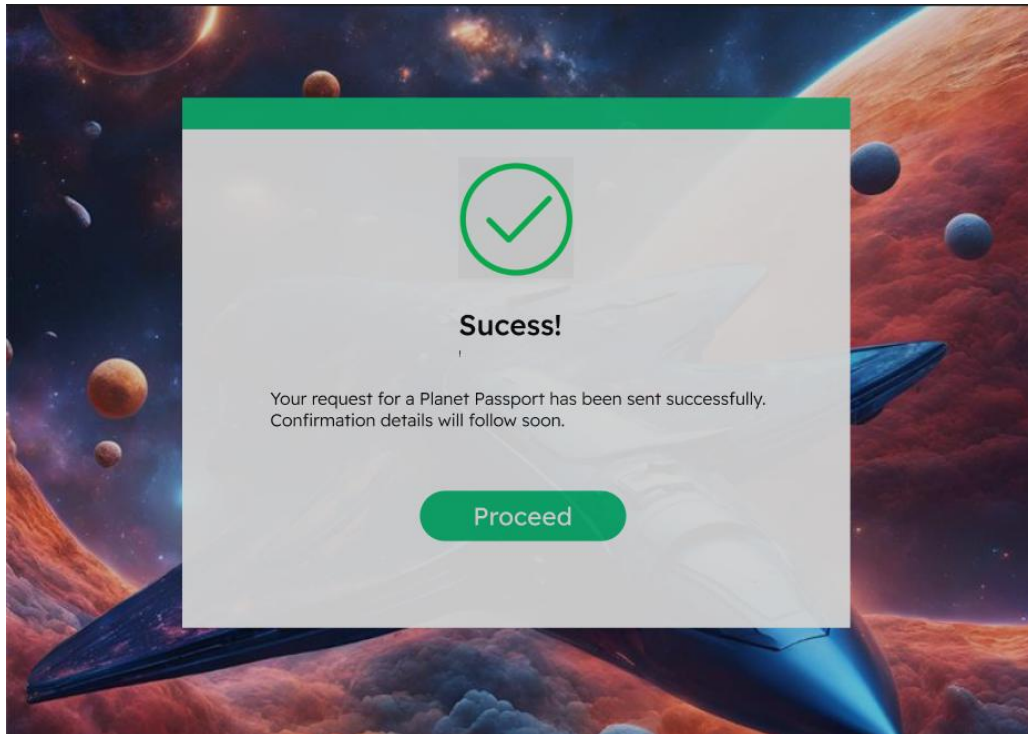 Sucess!
!
Your request for a Planet Passport has been sent successfully.
Confirmation details will follow soon.
Proceed